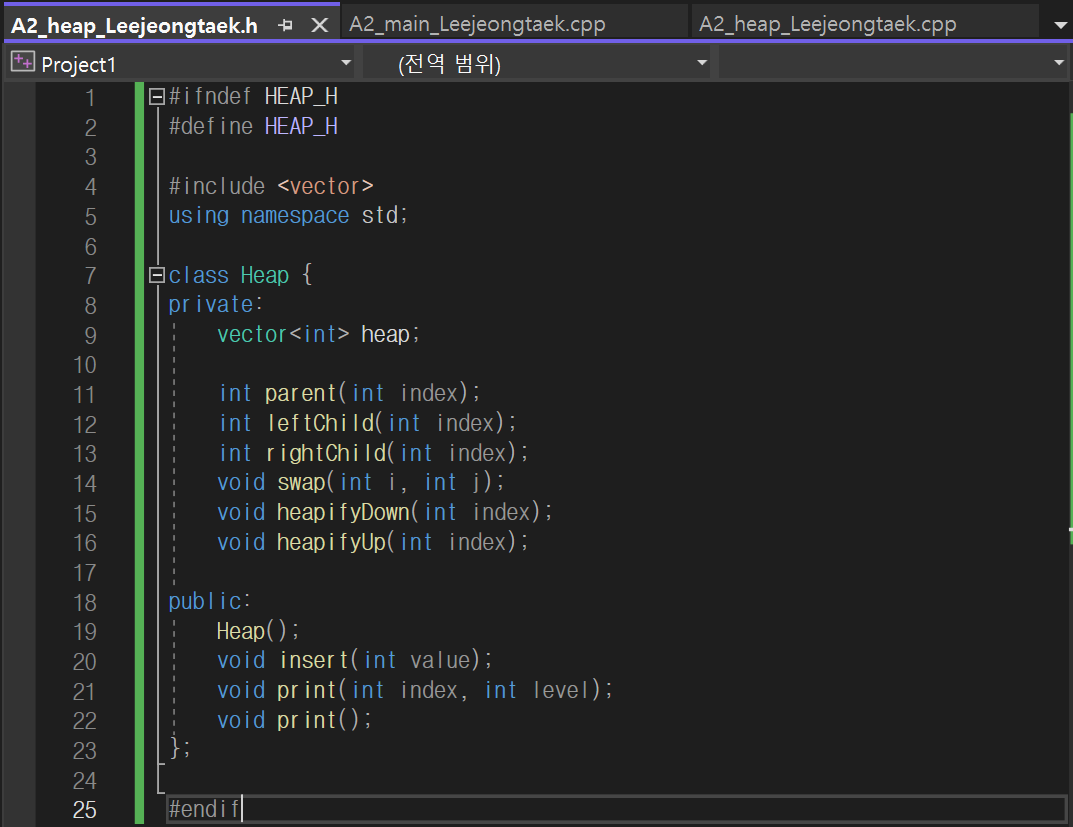 A2_heap_Leejeongtaek.h A2_main_Leejeongtaek.cpp A2_heap_Leejeongtaek.cpp
Project1 (전역 범위)
1 #ifndef HEAP_H
2 #define HEAP_H
3
4 #include <vector>
5 using namespace std;
6
7 class Heap {
8 private:
9 vector<int> heap;
10
11 int parent(int index);
12 int leftChild(int index);
13 int rightChild(int index);
14 void swap(int i, int j);
15 void heapifyDown(int index);
16 void heapifyUp(int index);
17
18 public:
19 Heap();
20 void insert(int value);
21 void print(int index, int level);
22 void print();
23 };
24
25 #endif